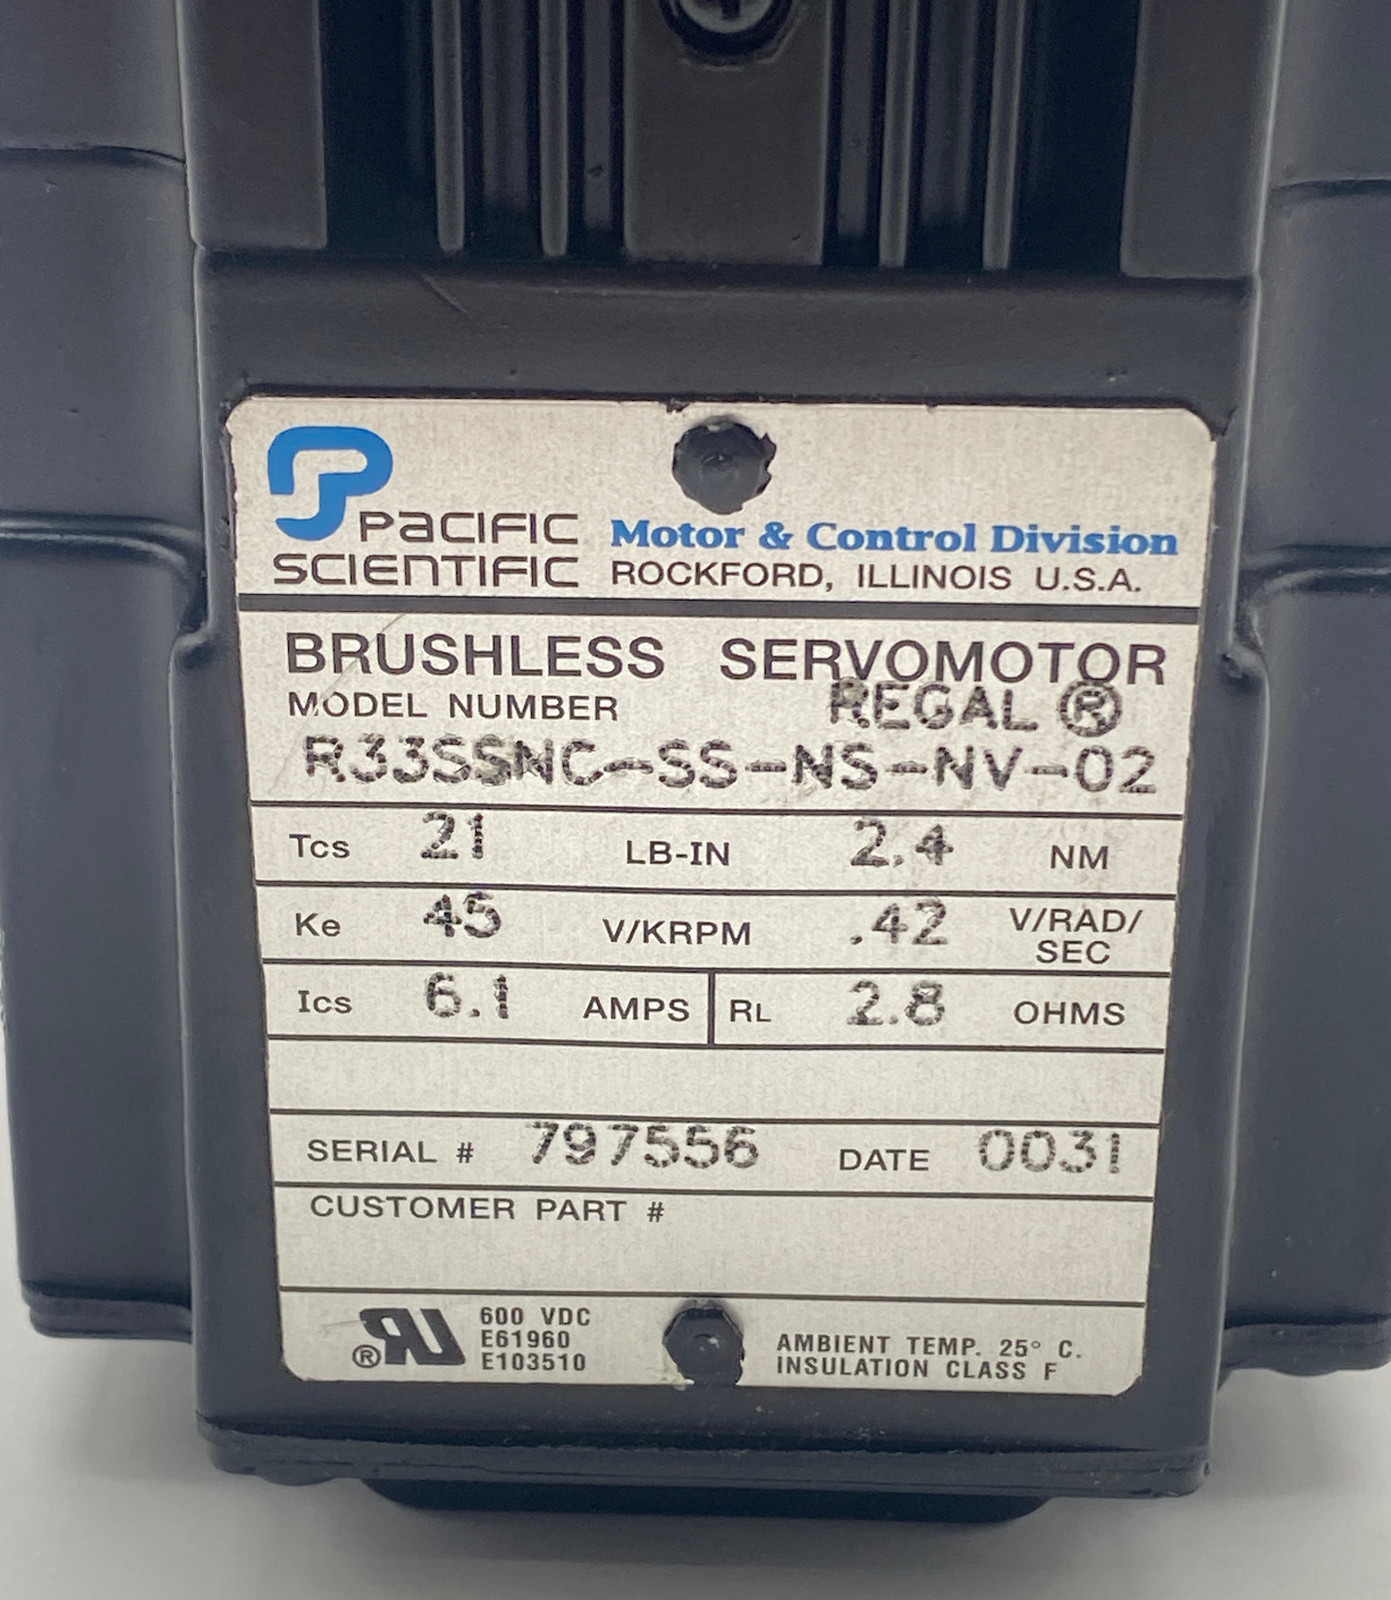 PACIFIC
SCIENTIFIC
Motor & Control Division
ROCKFORD, ILLINOIS U.S.A.
BRUSHLESS SERVOMOTOR
MODEL NUMBER REGAL ®
R33SSNC-SS-NS-NV-02
Tcs 21 LB-IN 2.4 NM
Ke 45 V/KRPM .42 V/RAD/
SEC
Ics 6.1 AMPS RL 2.8 OHMS
SERIAL # 797556 DATE 0031
CUSTOMER PART #
600 VDC
E61960
® E103510
AMBIENT TEMP. 25° C.
INSULATION CLASS F